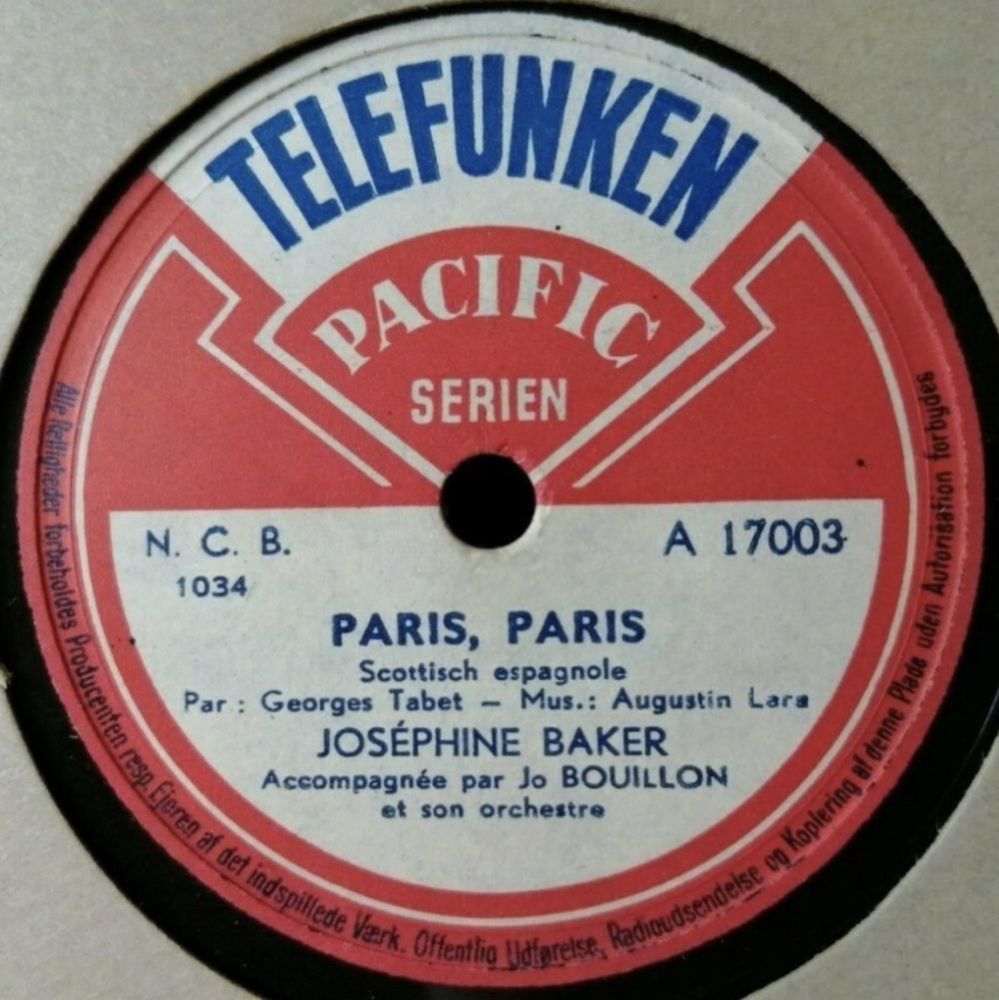 TELEFUNKEN
PACIFIC
SERIEN
N. C. B.
A 17003
1034
PARIS, PARIS
Scottisch espagnole
Par : Georges Tabet – Mus.: Augustin Lara
JOSÉPHINE BAKER
Accompagnée par Jo BOUILLON
et son orchestre
Alle Rettigheder forbeholdes Producenten resp. Ejeren af det indspillede Værk. Offentlig Udførelse, Radioudsendelse og Kopiering af denne Plade uden Autorisation forbydes